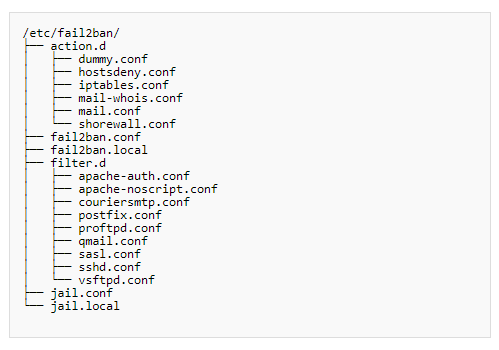 /etc/fail2ban/
├── action.d
│   ├── dummy.conf
│   ├── hostsdeny.conf
│   ├── iptables.conf
│   ├── mail-whois.conf
│   ├── mail.conf
│   └── shorewall.conf
├── fail2ban.conf
├── fail2ban.local
├── filter.d
│   ├── apache-auth.conf
│   ├── apache-noscript.conf
│   ├── couriersmtp.conf
│   ├── postfix.conf
│   ├── proftpd.conf
│   ├── qmail.conf
│   ├── sasl.conf
│   ├── sshd.conf
│   └── vsftpd.conf
├── jail.conf
└── jail.local